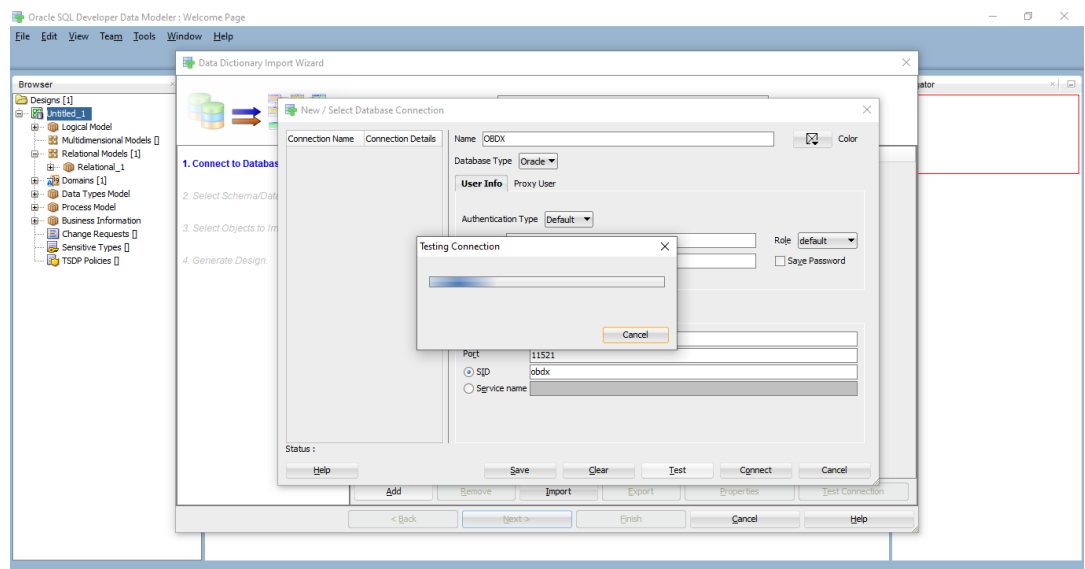 Oracle SQL Developer Data Modeler : Welcome Page
File Edit View Team Tools Window Help
Data Dictionary Import Wizard
Browser
Designs [1]
Untitled_1
Logical Model
Multidimensional Models []
Relational Models [1]
Relational_1
Domains [1]
Data Types Model
Process Model
Business Information
Change Requests []
Sensitive Types []
TSDP Policies []
1. Connect to Databas
2. Select Schema/Data
3. Select Objects to Im
4. Generate Design
New / Select Database Connection
Connection Name Connection Details
Name OBDX
Color
Database Type Oracle
User Info Proxy User
Authentication Type Default
Role default
Save Password
Testing Connection
Cancel
Port 11521
SID obdx
Service name
Status :
Help Save Clear Test Connect Cancel
Add Remove Import Export Properties Test Connection
< Back Next > Finish Cancel Help
ator